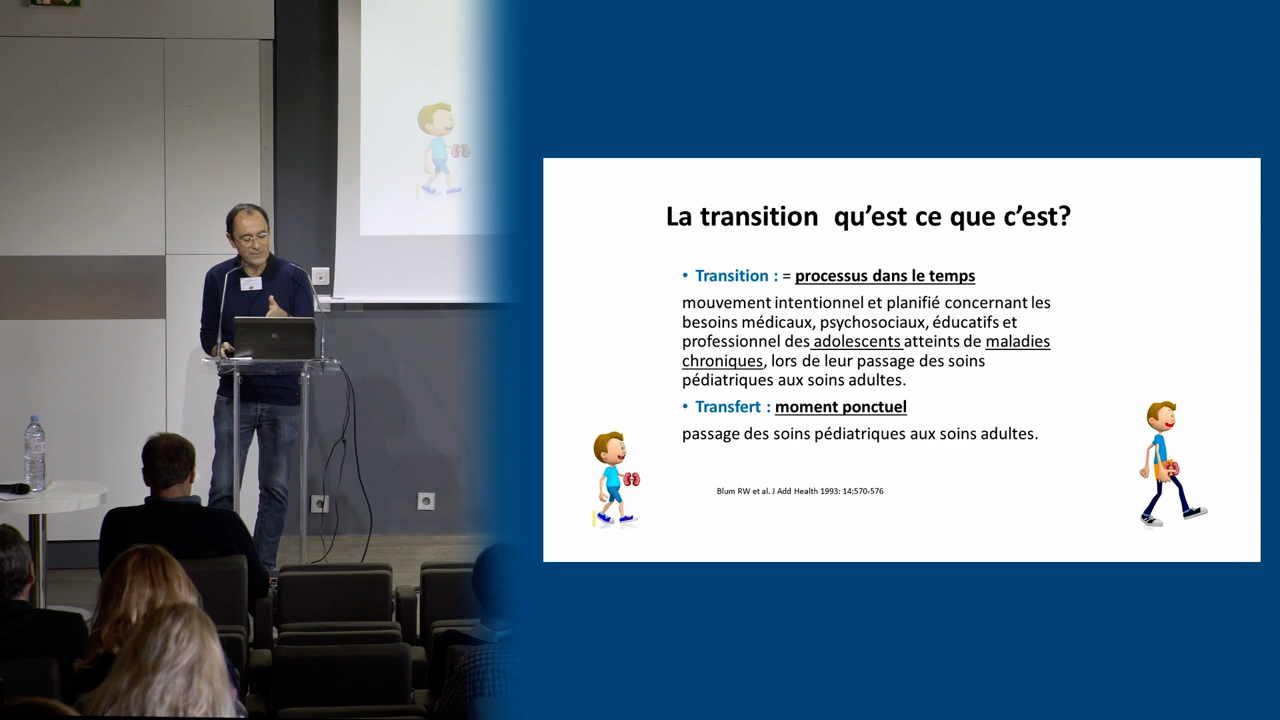 La transition qu'est ce que c'est?
• Transition : = processus dans le temps
mouvement intentionnel et planifié concernant les
besoins médicaux, psychosociaux, éducatifs et
professionnel des adolescents atteints de maladies
chroniques, lors de leur passage des soins
pédiatriques aux soins adultes.
• Transfert : moment ponctuel
passage des soins pédiatriques aux soins adultes.
Blum RW et al. J Add Health 1993: 14;570-576